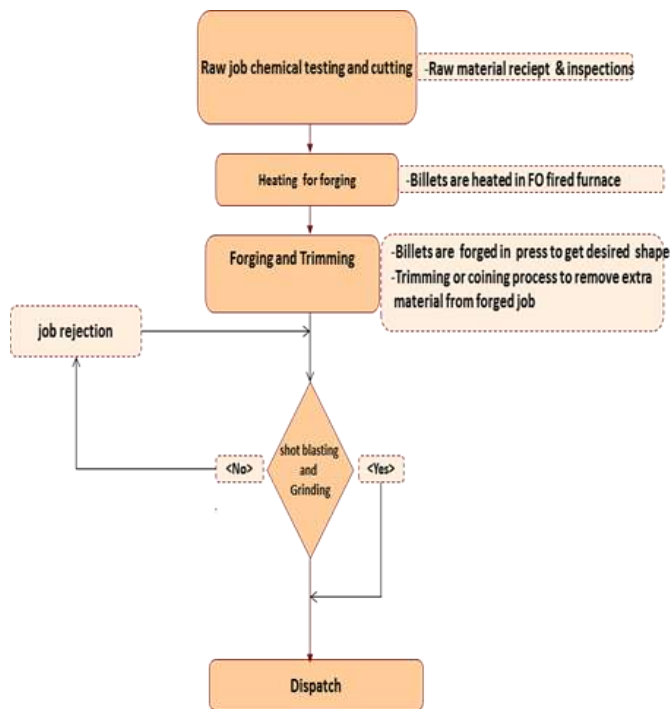 Raw job chemical testing and cutting
-Raw material reciept & inspections
Heating for forging
-Billets are heated in FO fired furnace
Forging and Trimming
-Billets are forged in press to get desired shape
-Trimming or coining process to remove extra
material from forged job
job rejection
<No>
shot blasting
and
Grinding
<Yes>
Dispatch